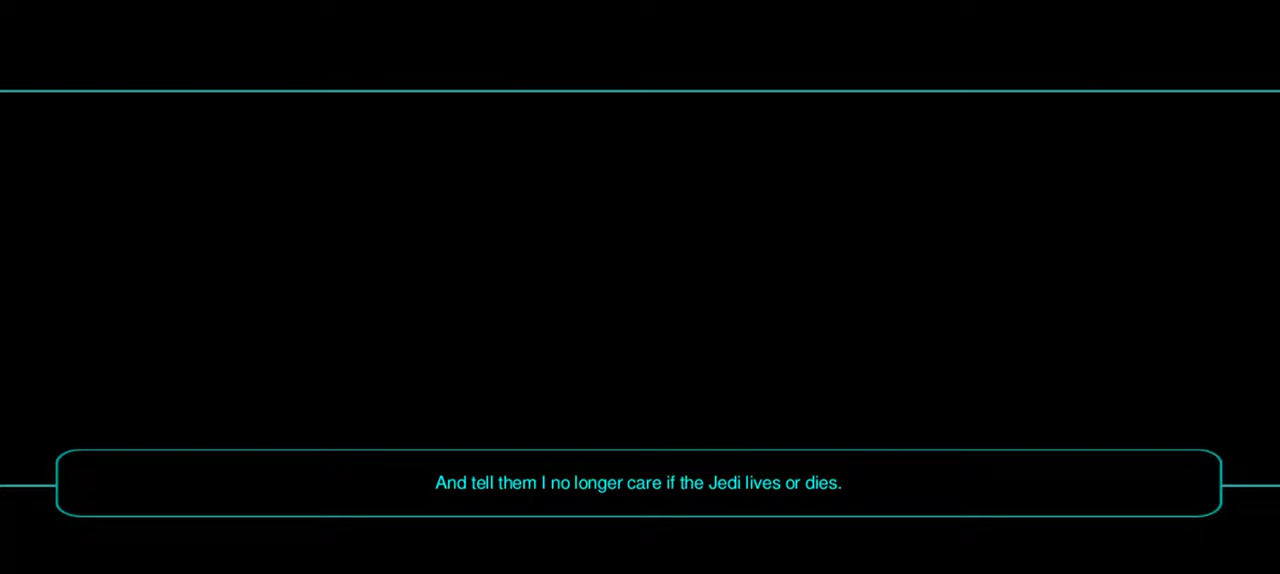 And tell them I no longer care if the Jedi lives or dies.